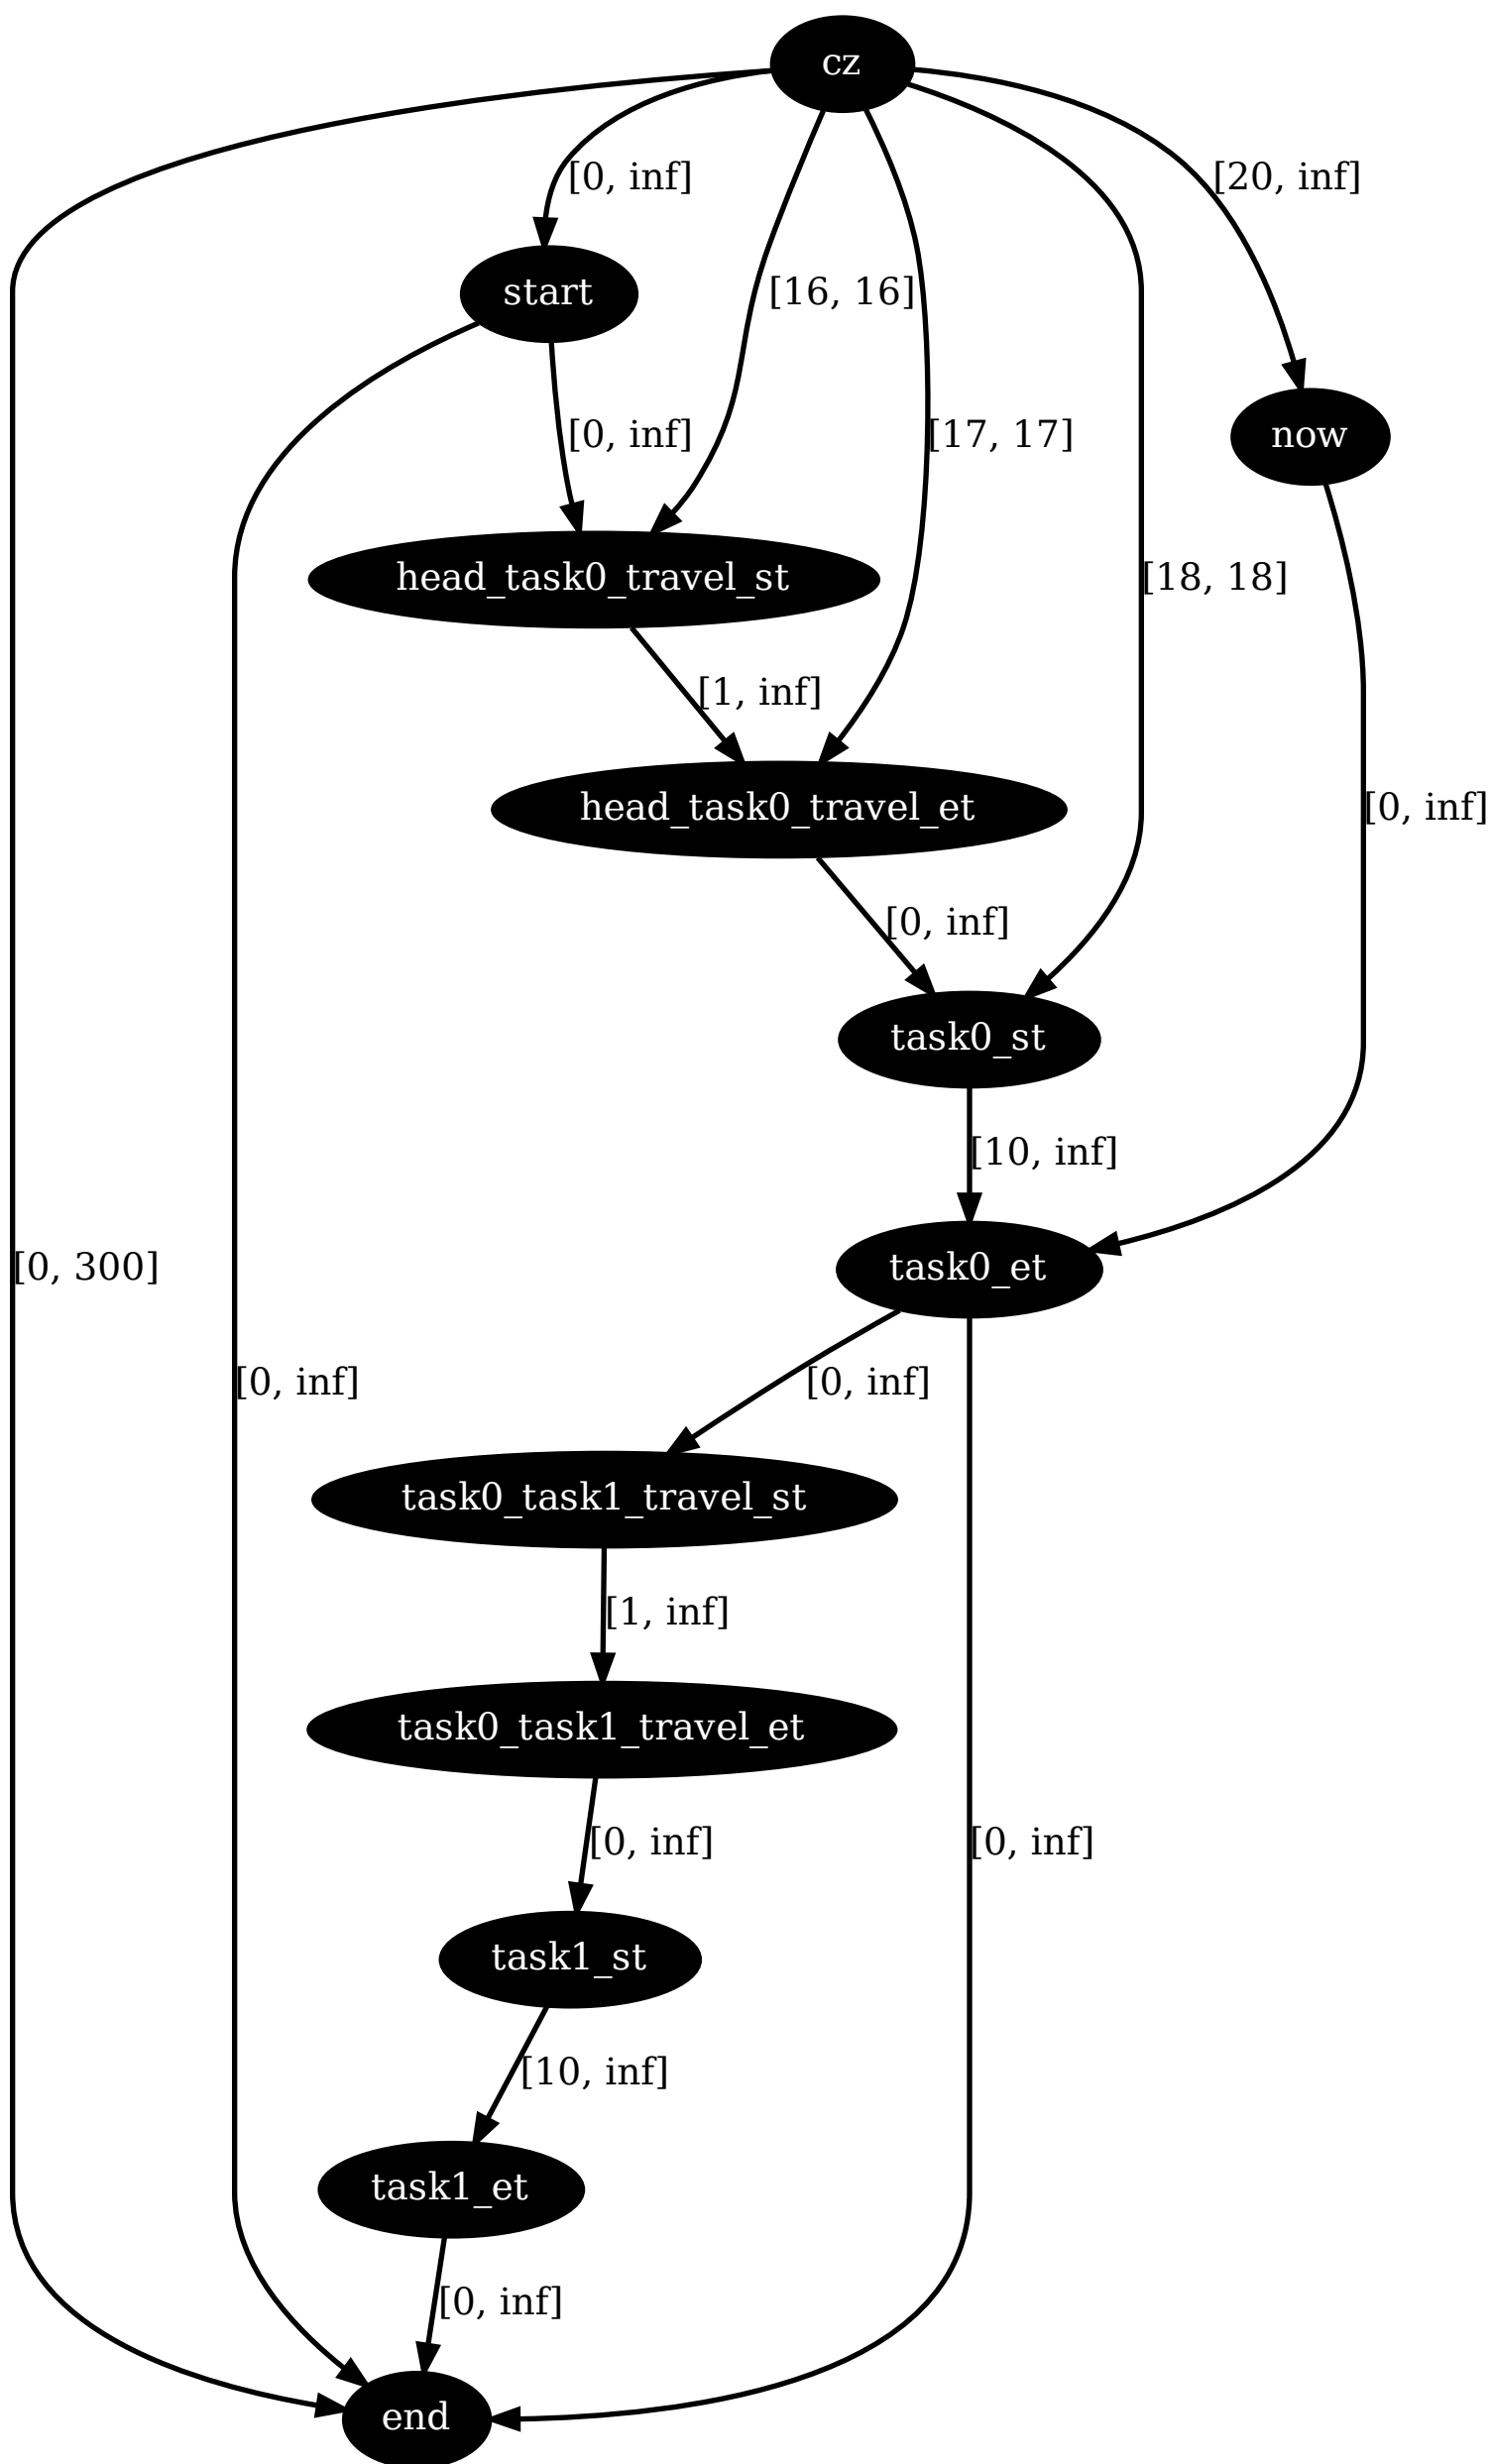 cz
[0, inf]
[20, inf]
start
[16, 16]
now
[0, inf]
[17, 17]
head_task0_travel_st
[18, 18]
[1, inf]
head_task0_travel_et
[0, inf]
[0, inf]
task0_st
[10, inf]
task0_et
[0, 300]
[0, inf]
[0, inf]
task0_task1_travel_st
[1, inf]
task0_task1_travel_et
[0, inf]
[0, inf]
task1_st
[10, inf]
task1_et
[0, inf]
end